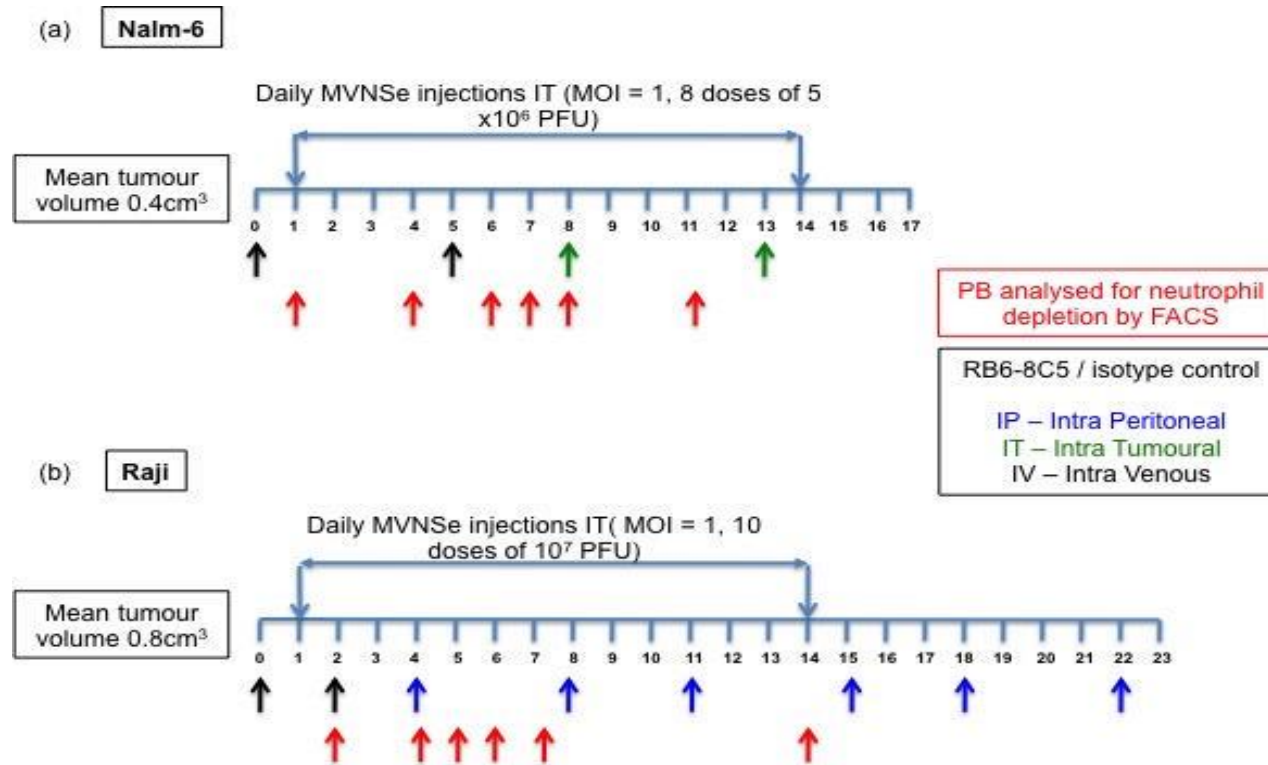 (a) Nalm-6
Daily MVNSe injections IT (MOI = 1, 8 doses of 5
x10⁶ PFU)
Mean tumour
volume 0.4cm³
0 1 2 3 4 5 6 7 8 9 10 11 12 13 14 15 16 17
PB analysed for neutrophil
depletion by FACS
RB6-8C5 / isotype control
IP – Intra Peritoneal
IT – Intra Tumoural
IV – Intra Venous
(b) Raji
Daily MVNSe injections IT( MOI = 1, 10
doses of 10⁷ PFU)
Mean tumour
volume 0.8cm³
0 1 2 3 4 5 6 7 8 9 10 11 12 13 14 15 16 17 18 19 20 21 22 23